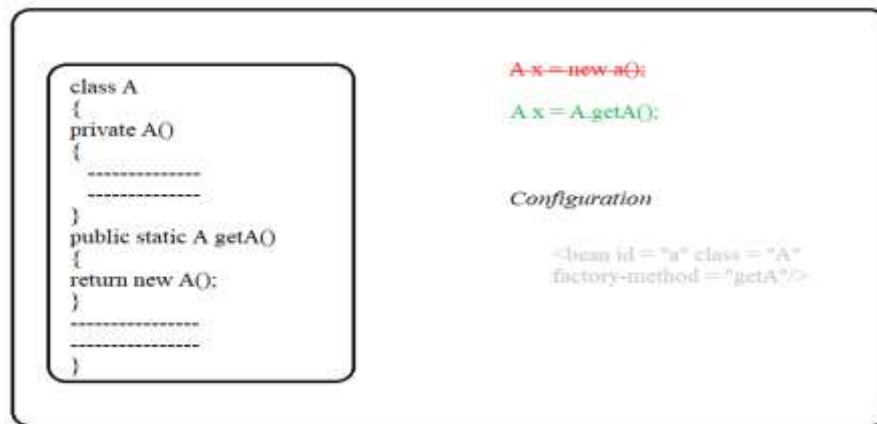 class A
{
private A()
{
--------------
--------------
}
public static A getA()
{
return new A();
}
----------------
----------------
}
A x = new a();
A x = A.getA();
Configuration
<bean id = "a" class = "A"
factory-method = "getA"/>